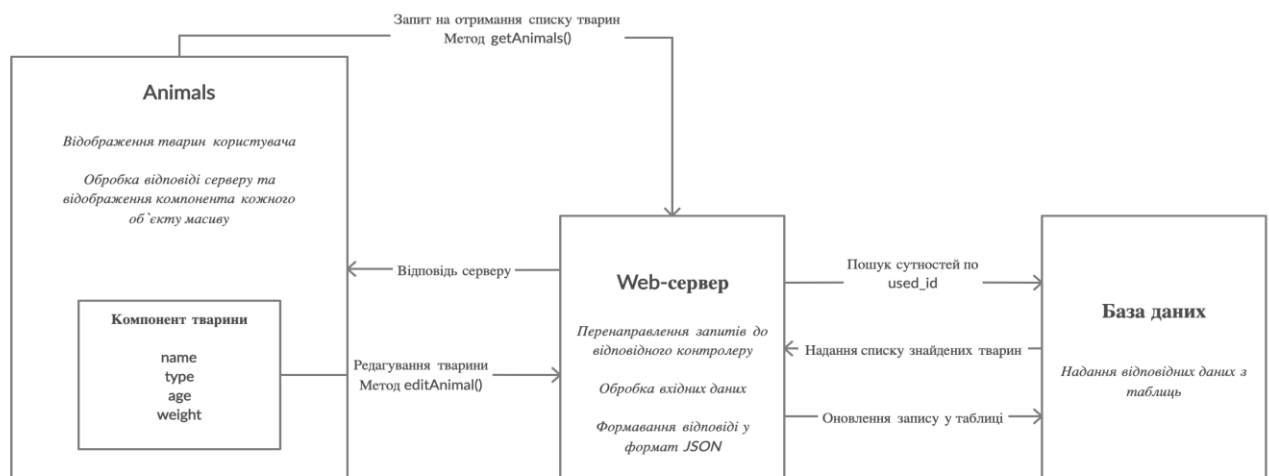 Запит на отримання списку тварин
Метод getAnimals()
Animals
Відображення тварин користувача
Обробка відповіді серверу та
відображення компонента кожного
об`єкту масиву
Компонент тварини
name
type
age
weight
Відповідь серверу
Редагування тварини
Метод editAnimal()
Web-сервер
Перенаправлення запитів до
відповідного контролеру
Обробка вхідних даних
Формавання відповіді у
формат JSON
Пошук сутностей по
used_id
Надання списку знайдених тварин
Оновлення запису у таблиці
База даних
Надання відповідних даних з
таблиць